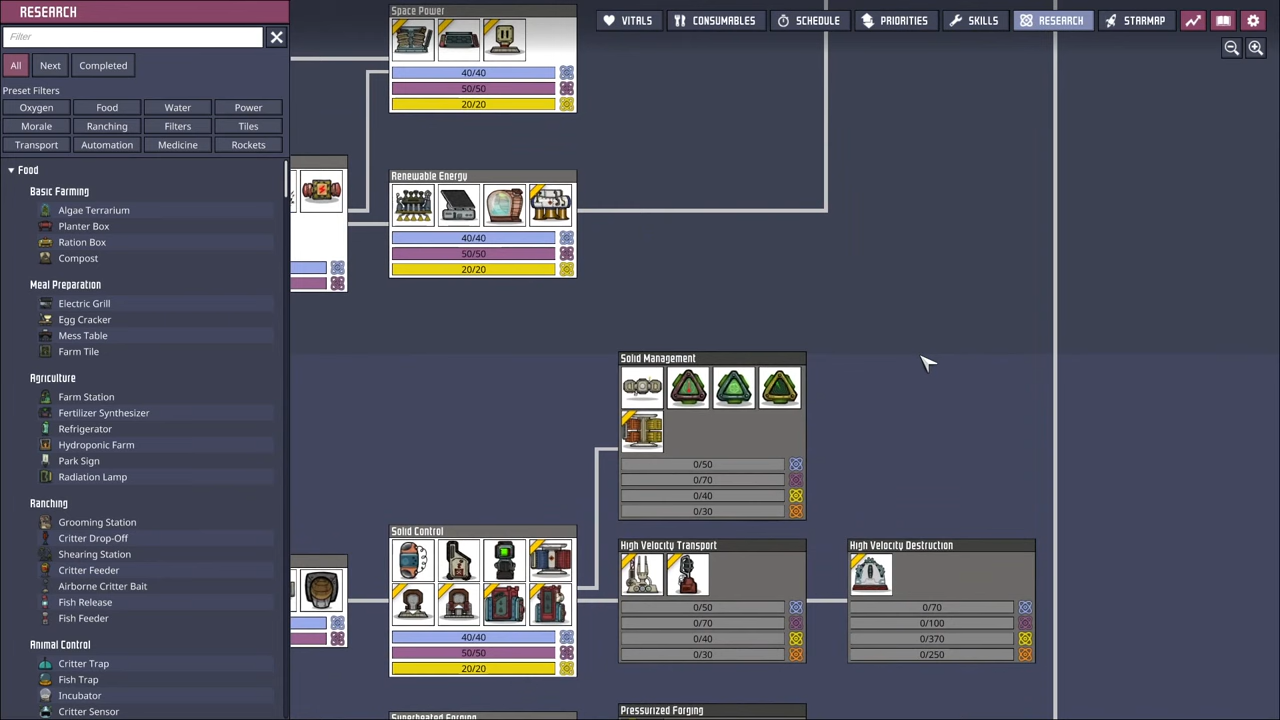 RESEARCH
Filter
All
Next
Completed
Preset Filters
Oxygen
Food
Water
Power
Morale
Ranching
Filters
Tiles
Transport
Automation
Medicine
Rockets
Food
Basic Farming
Algae Terrarium
Planter Box
Ration Box
Compost
Meal Preparation
Electric Grill
Egg Cracker
Mess Table
Farm Tile
Agriculture
Farm Station
Fertilizer Synthesizer
Refrigerator
Hydroponic Farm
Park Sign
Radiation Lamp
Ranching
Grooming Station
Critter Drop-Off
Shearing Station
Critter Feeder
Airborne Critter Bait
Fish Release
Fish Feeder
Animal Control
Critter Trap
Fish Trap
Incubator
Critter Sensor
VITALS
CONSUMABLES
SCHEDULE
PRIORITIES
SKILLS
RESEARCH
STARMAP
Space Power
40/40
50/50
20/20
Renewable Energy
40/40
50/50
20/20
Solid Management
0/50
0/70
0/40
0/30
Solid Control
40/40
50/50
20/20
High Velocity Transport
0/50
0/70
0/40
0/30
High Velocity Destruction
0/70
0/100
0/370
0/250
Superheated Forging
Pressurized Forging